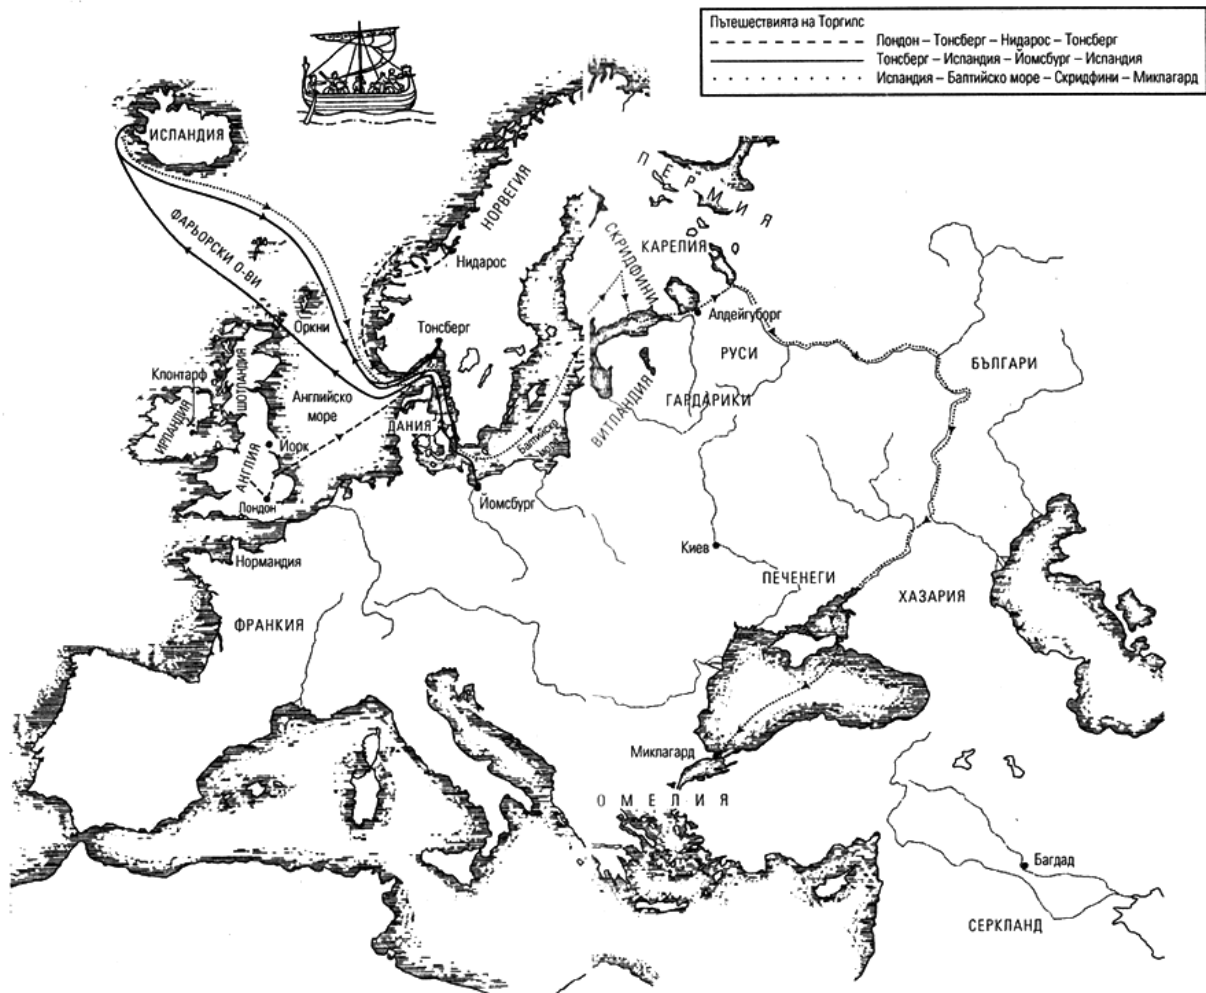 Пътешествията на Торгилс
Лондон – Тонсберг – Нидарос – Тонсберг
Тонсберг – Исландия – Йомсбург – Исландия
Исландия – Балтийско море – Скридфини – Миклагард
ИСЛАНДИЯ
ПЕРМИЯ
НОРВЕГИЯ
ФАРЬОРСКИ О-ВИ
СКРИДФИНИ
КАРЕЛИЯ
Нидарос
Оркни
Тонсберг
Алдейгуборг
РУСИ
БЪЛГАРИ
Клонтарф
ШОТЛАНДИЯ
ИРЛАНДИЯ
Английско
море
ГАРДАРИКИ
ВИТЛАНДИЯ
ДАНИЯ
Балтийско
море
Йорк
АНГЛИЯ
Лондон
Йомсбург
Нормандия
Киев
ПЕЧЕНЕГИ
ХАЗАРИЯ
ФРАНКИЯ
Миклагард
ОМЕЛИЯ
Багдад
СЕРКЛАНД